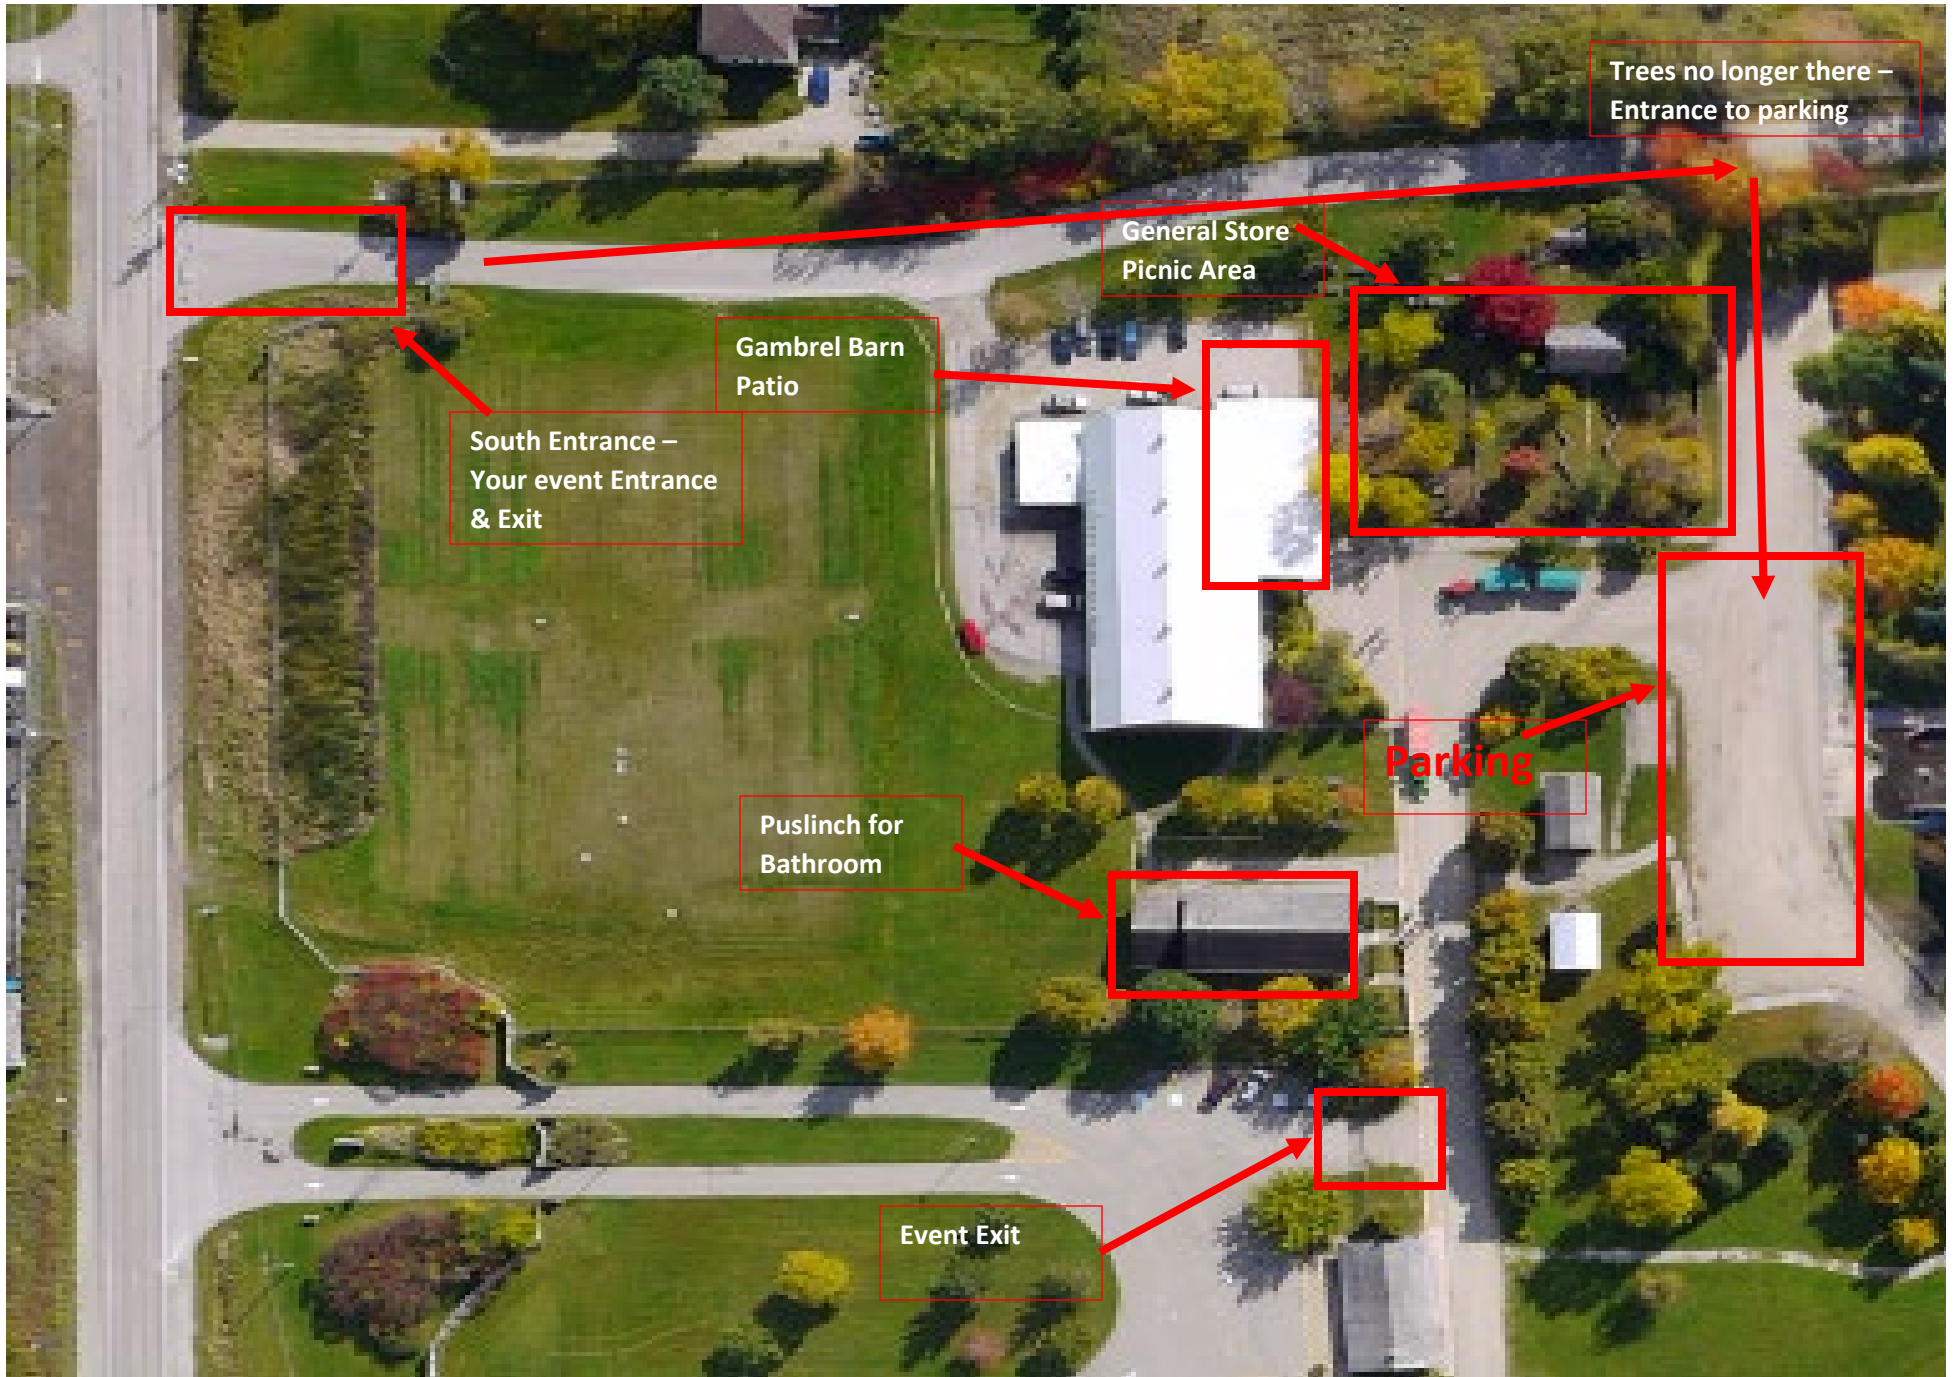 Trees no longer there –
Entrance to parking
General Store
Picnic Area
Gambrel Barn
Patio
South Entrance –
Your event Entrance
& Exit
Parking
Puslinch for
Bathroom
Event Exit